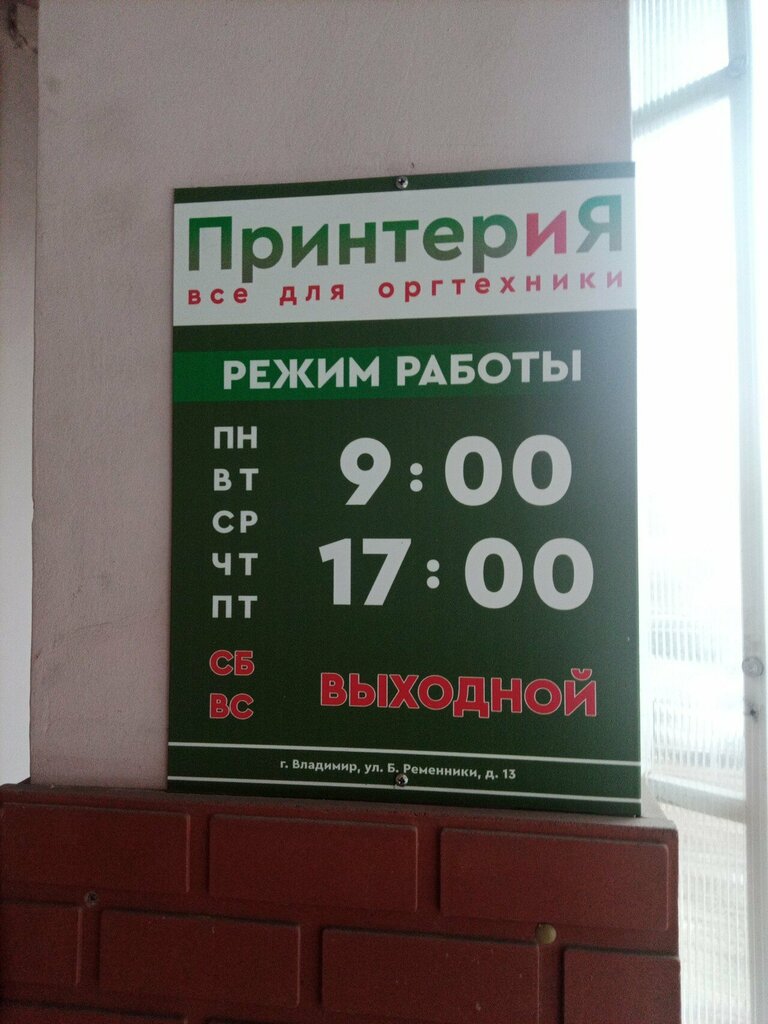 ПринтериЯ
все для оргтехники
РЕЖИМ РАБОТЫ
ПН
ВТ
СР
ЧТ
ПТ
9:00
17:00
СБ
ВС
ВЫХОДНОЙ
г. Владимир, ул. Б. Ременники, д. 13